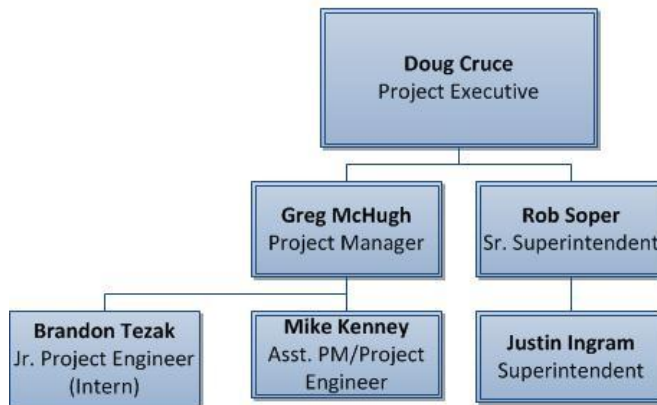 Doug Cruce
Project Executive
Greg McHugh
Project Manager
Rob Soper
Sr. Superintendent
Brandon Tezak
Jr. Project Engineer
(Intern)
Mike Kenney
Asst. PM/Project
Engineer
Justin Ingram
Superintendent